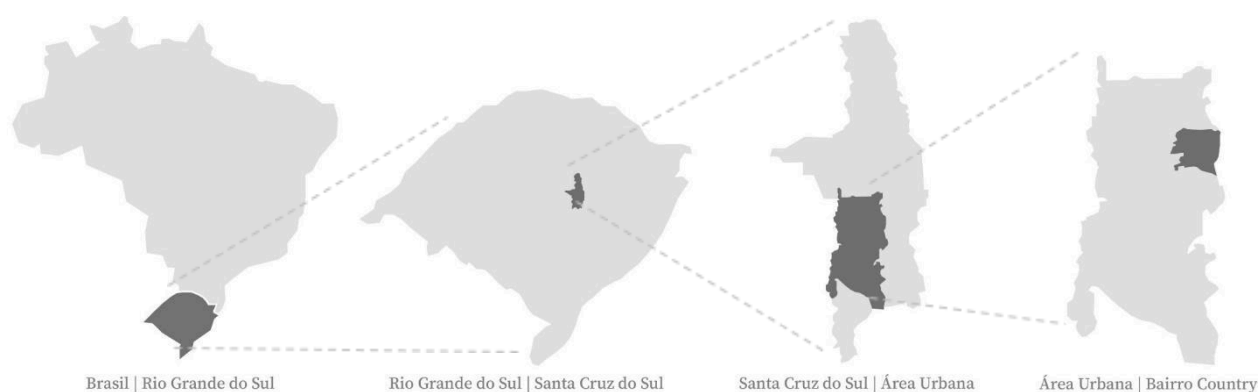 Brasil | Rio Grande do Sul
Rio Grande do Sul | Santa Cruz do Sul
Santa Cruz do Sul | Área Urbana
Área Urbana | Bairro Country